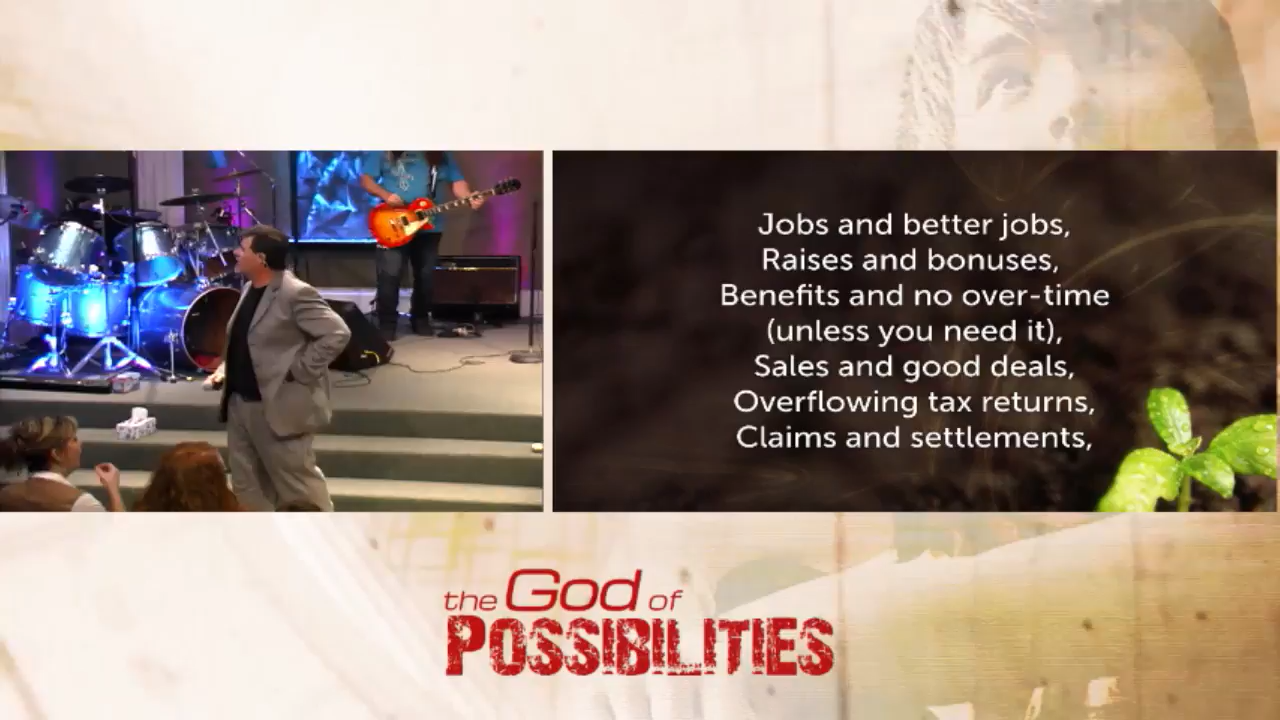 Jobs and better jobs,
Raises and bonuses,
Benefits and no over-time
(unless you need it),
Sales and good deals,
Overflowing tax returns,
Claims and settlements,
the God of
POSSIBILITIES